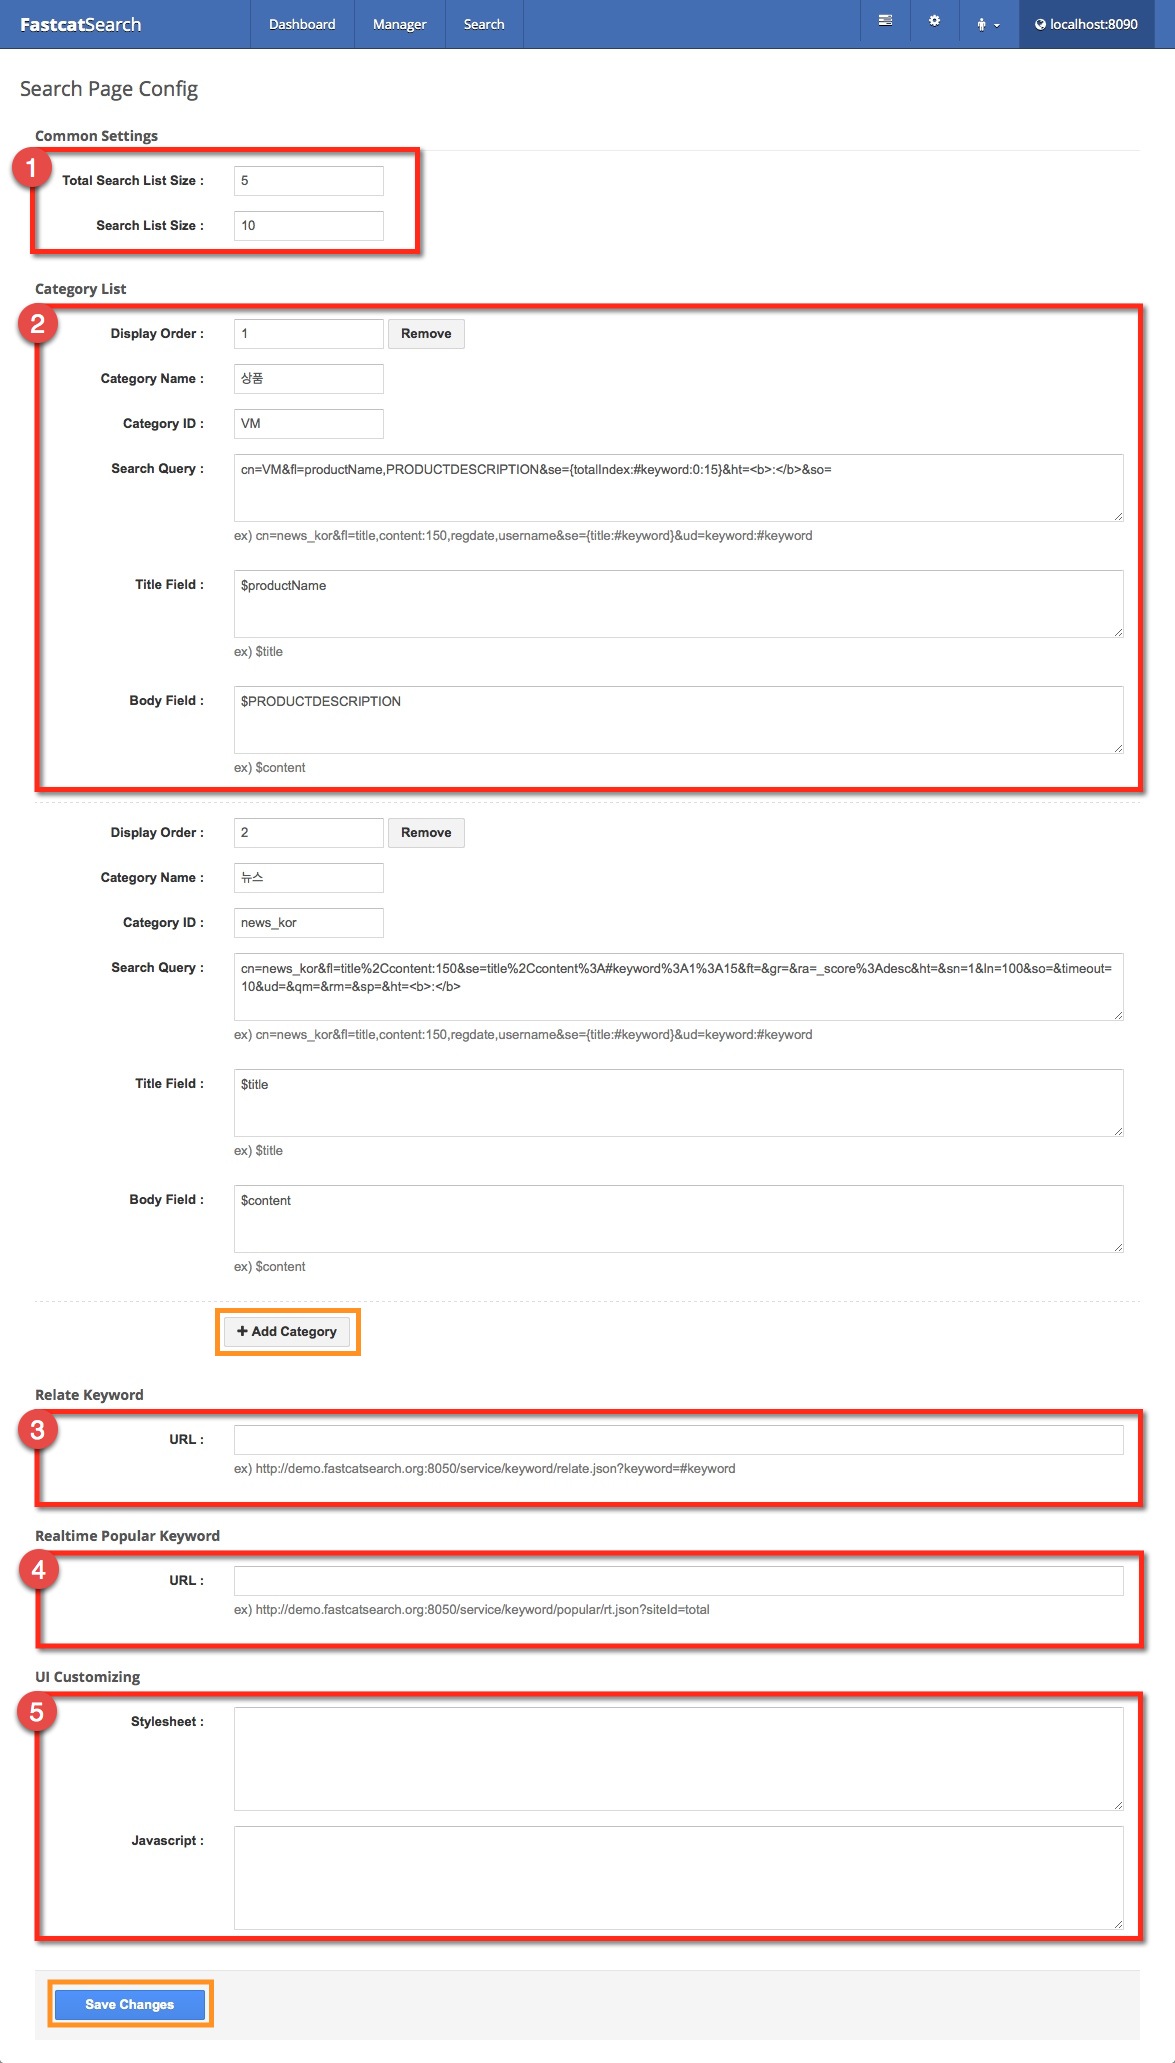 FastcatSearch
Dashboard
Manager
Search
localhost:8090
Search Page Config
Common Settings
1
Total Search List Size :
5
Search List Size :
10
Category List
2
Display Order :
1
Remove
Category Name :
상품
Category ID :
VM
Search Query :
cn=VM&fl=productName,PRODUCTDESCRIPTION&se={totalIndex:#keyword:0:15}&ht=<b>:</b>&so=
ex) cn=news_kor&fl=title,content:150,regdate,username&se={title:#keyword}&ud=keyword:#keyword
Title Field :
$productName
ex) $title
Body Field :
$PRODUCTDESCRIPTION
ex) $content
Display Order :
2
Remove
Category Name :
뉴스
Category ID :
news_kor
Search Query :
cn=news_kor&fl=title%2Ccontent:150&se=title%2Ccontent%3A#keyword%3A1%3A15&ft=&gr=&ra=_score%3Adesc&ht=&sn=1&ln=100&so=&timeout=
10&ud=&qm=&rm=&sp=&ht=<b>:</b>
ex) cn=news_kor&fl=title,content:150,regdate,username&se={title:#keyword}&ud=keyword:#keyword
Title Field :
$title
ex) $title
Body Field :
$content
ex) $content
+ Add Category
Relate Keyword
3
URL :
ex) http://demo.fastcatsearch.org:8050/service/keyword/relate.json?keyword=#keyword
Realtime Popular Keyword
4
URL :
ex) http://demo.fastcatsearch.org:8050/service/keyword/popular/rt.json?siteId=total
UI Customizing
5
Stylesheet :
Javascript :
Save Changes